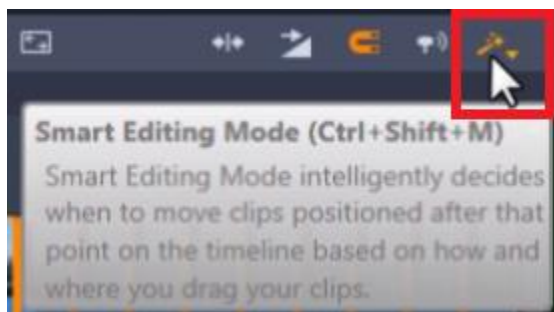 Smart Editing Mode (Ctrl+Shift+M)
Smart Editing Mode intelligently decides
when to move clips positioned after that
point on the timeline based on how and
where you drag your clips.